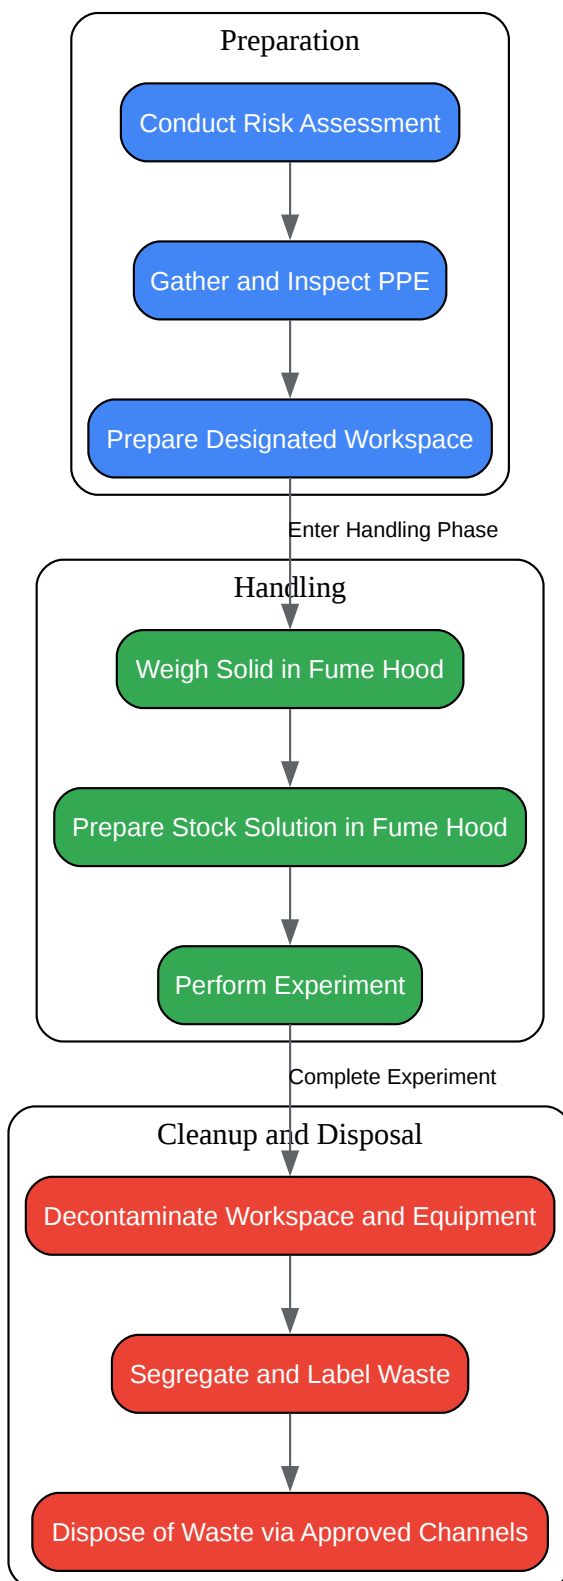 Preparation
Conduct Risk Assessment
Gather and Inspect PPE
Prepare Designated Workspace
Enter Handling Phase
Handling
Weigh Solid in Fume Hood
Prepare Stock Solution in Fume Hood
Perform Experiment
Complete Experiment
Cleanup and Disposal
Decontaminate Workspace and Equipment
Segregate and Label Waste
Dispose of Waste via Approved Channels